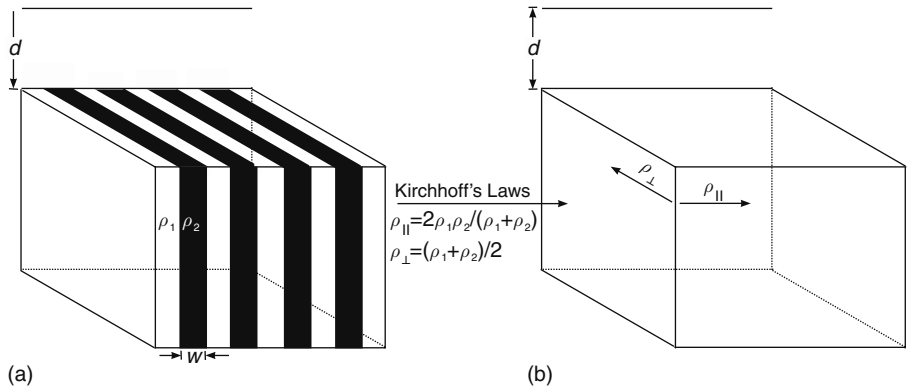 d
d
ρ₁ ρ₂
w
(a)
Kirchhoff's Laws
ρ||=2ρ₁ρ₂/(ρ₁+ρ₂)
ρ⊥=(ρ₁+ρ₂)/2
ρ⊥
ρ||
(b)